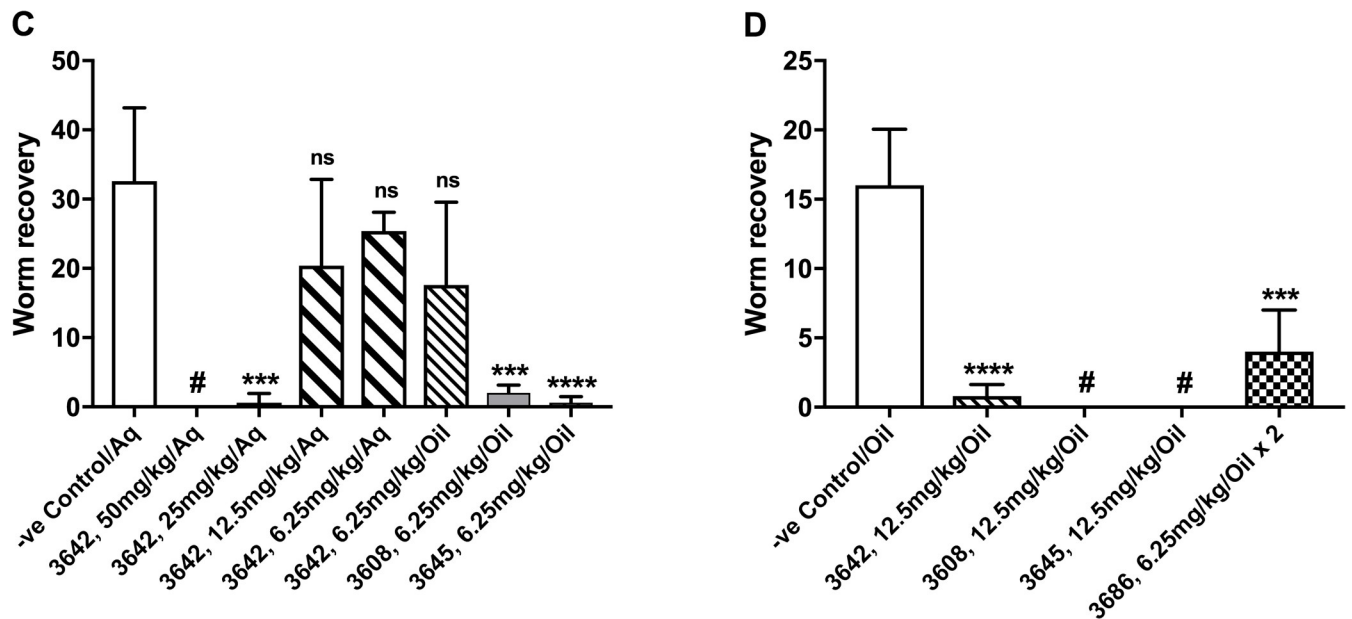 C
Worm recovery
50
40
30
20
10
0
ns
ns
ns
#
***
***
****
-ve Control/Aq
3642, 50mg/kg/Aq
3642, 25mg/kg/Aq
3642, 12.5mg/kg/Aq
3642, 6.25mg/kg/Aq
3642, 6.25mg/kg/Oil
3608, 6.25mg/kg/Oil
3645, 6.25mg/kg/Oil
D
Worm recovery
25
20
15
10
5
0
****
#
#
***
-ve Control/Oil
3642, 12.5mg/kg/Oil
3608, 12.5mg/kg/Oil
3645, 12.5mg/kg/Oil
3686, 6.25mg/kg/Oil x 2